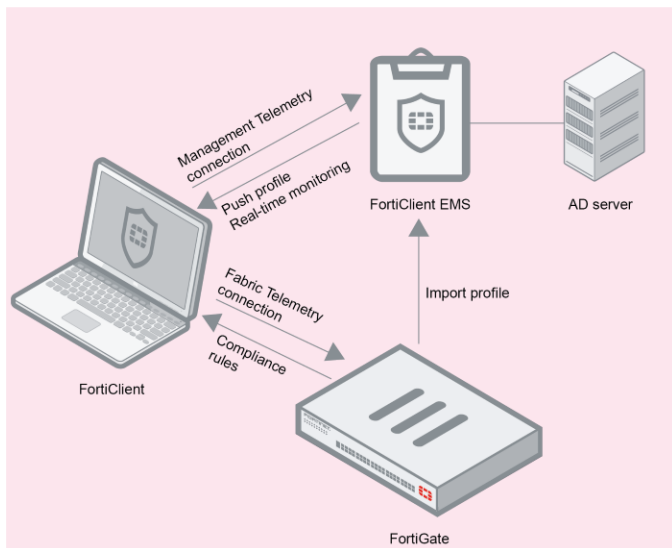 Management Telemetry
connection
Push profile
Real-time monitoring
FortiClient EMS
AD server
Fabric Telemetry
connection
Import profile
Compliance
rules
FortiClient
FortiGate